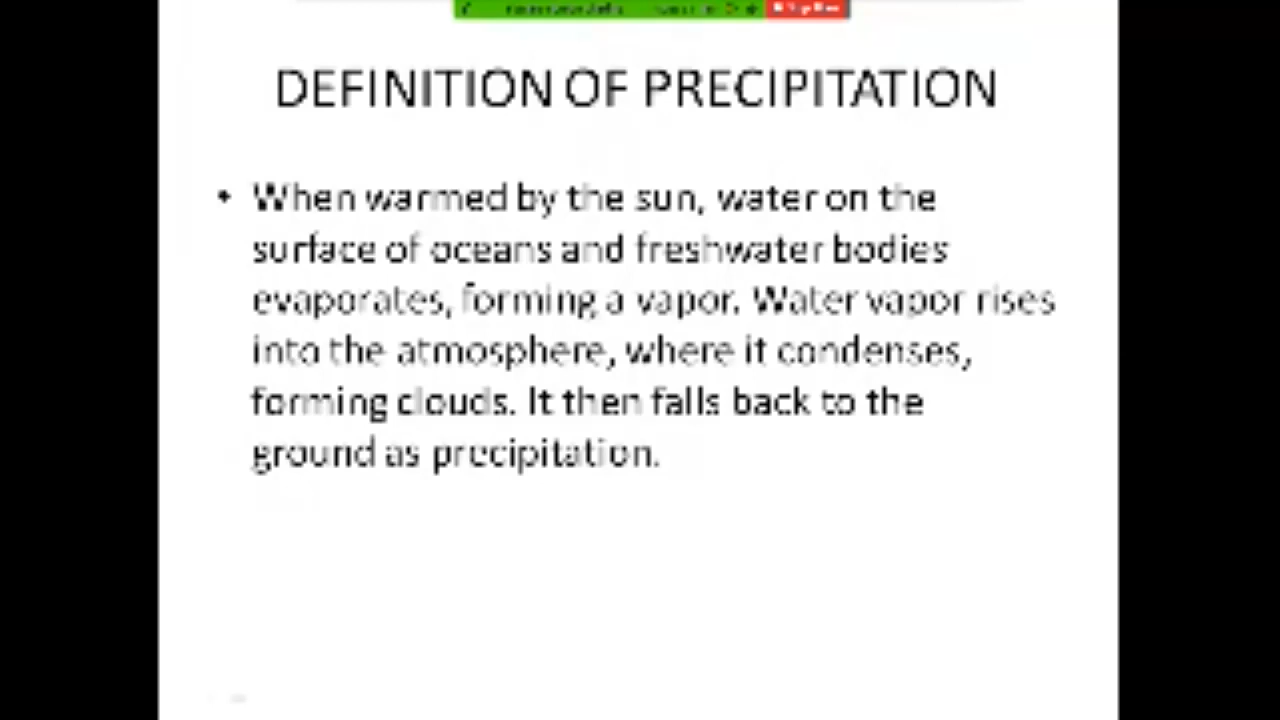 DEFINITION OF PRECIPITATION
• When warmed by the sun, water on the
surface of oceans and freshwater bodies
evaporates, forming a vapor. Water vapor rises
into the atmosphere, where it condenses,
forming clouds. It then falls back to the
ground as precipitation.